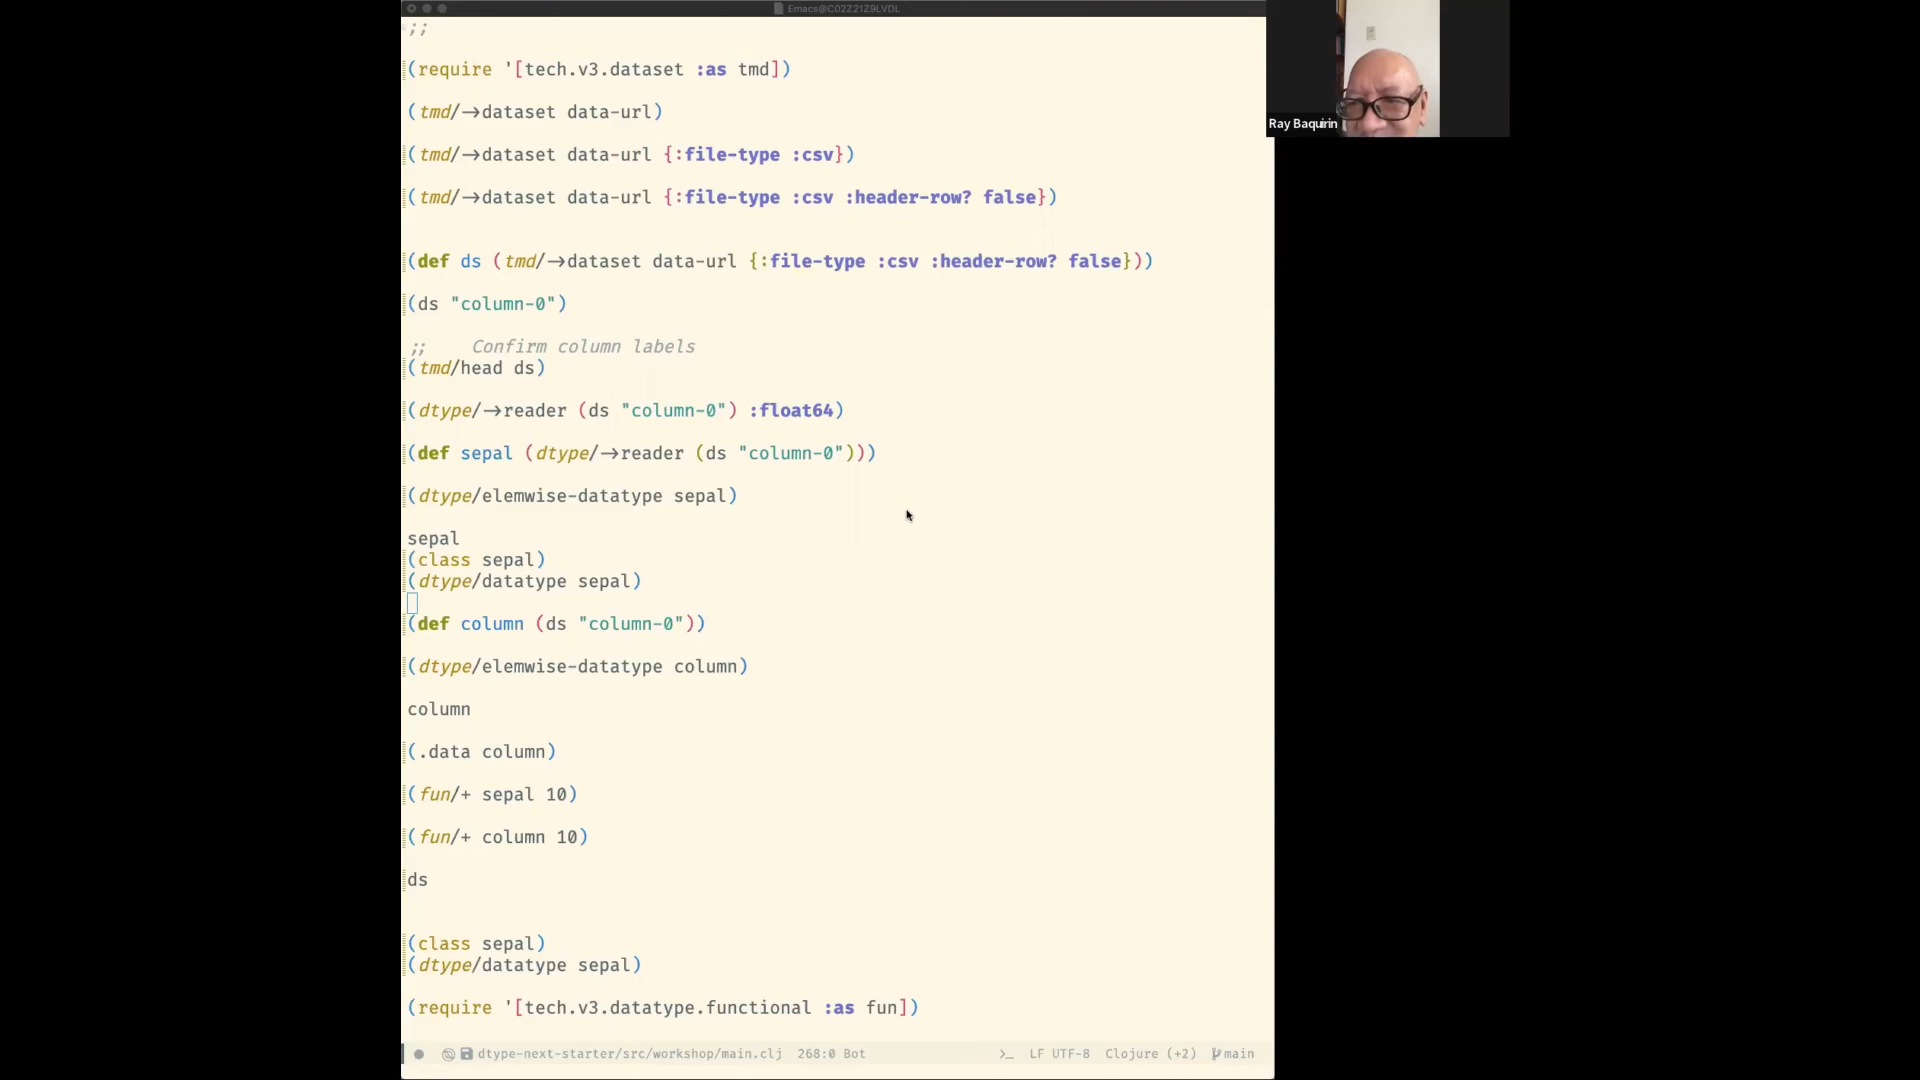 Emacs@C02Z21Z9LVDL
;;
(require '[tech.v3.dataset :as tmd])
(tmd/->dataset data-url)
(tmd/->dataset data-url {:file-type :csv})
(tmd/->dataset data-url {:file-type :csv :header-row? false})
(def ds (tmd/->dataset data-url {:file-type :csv :header-row? false}))
(ds "column-0")
;; Confirm column labels
(tmd/head ds)
(dtype/->reader (ds "column-0") :float64)
(def sepal (dtype/->reader (ds "column-0")))
(dtype/elemwise-datatype sepal)
sepal
(class sepal)
(dtype/datatype sepal)
(def column (ds "column-0"))
(dtype/elemwise-datatype column)
column
(.data column)
(fun/+ sepal 10)
(fun/+ column 10)
ds
(class sepal)
(dtype/datatype sepal)
(require '[tech.v3.datatype.functional :as fun])
dtype-next-starter/src/workshop/main.clj 268:0 Bot LF UTF-8 Clojure (+2) main
Ray Baquirin